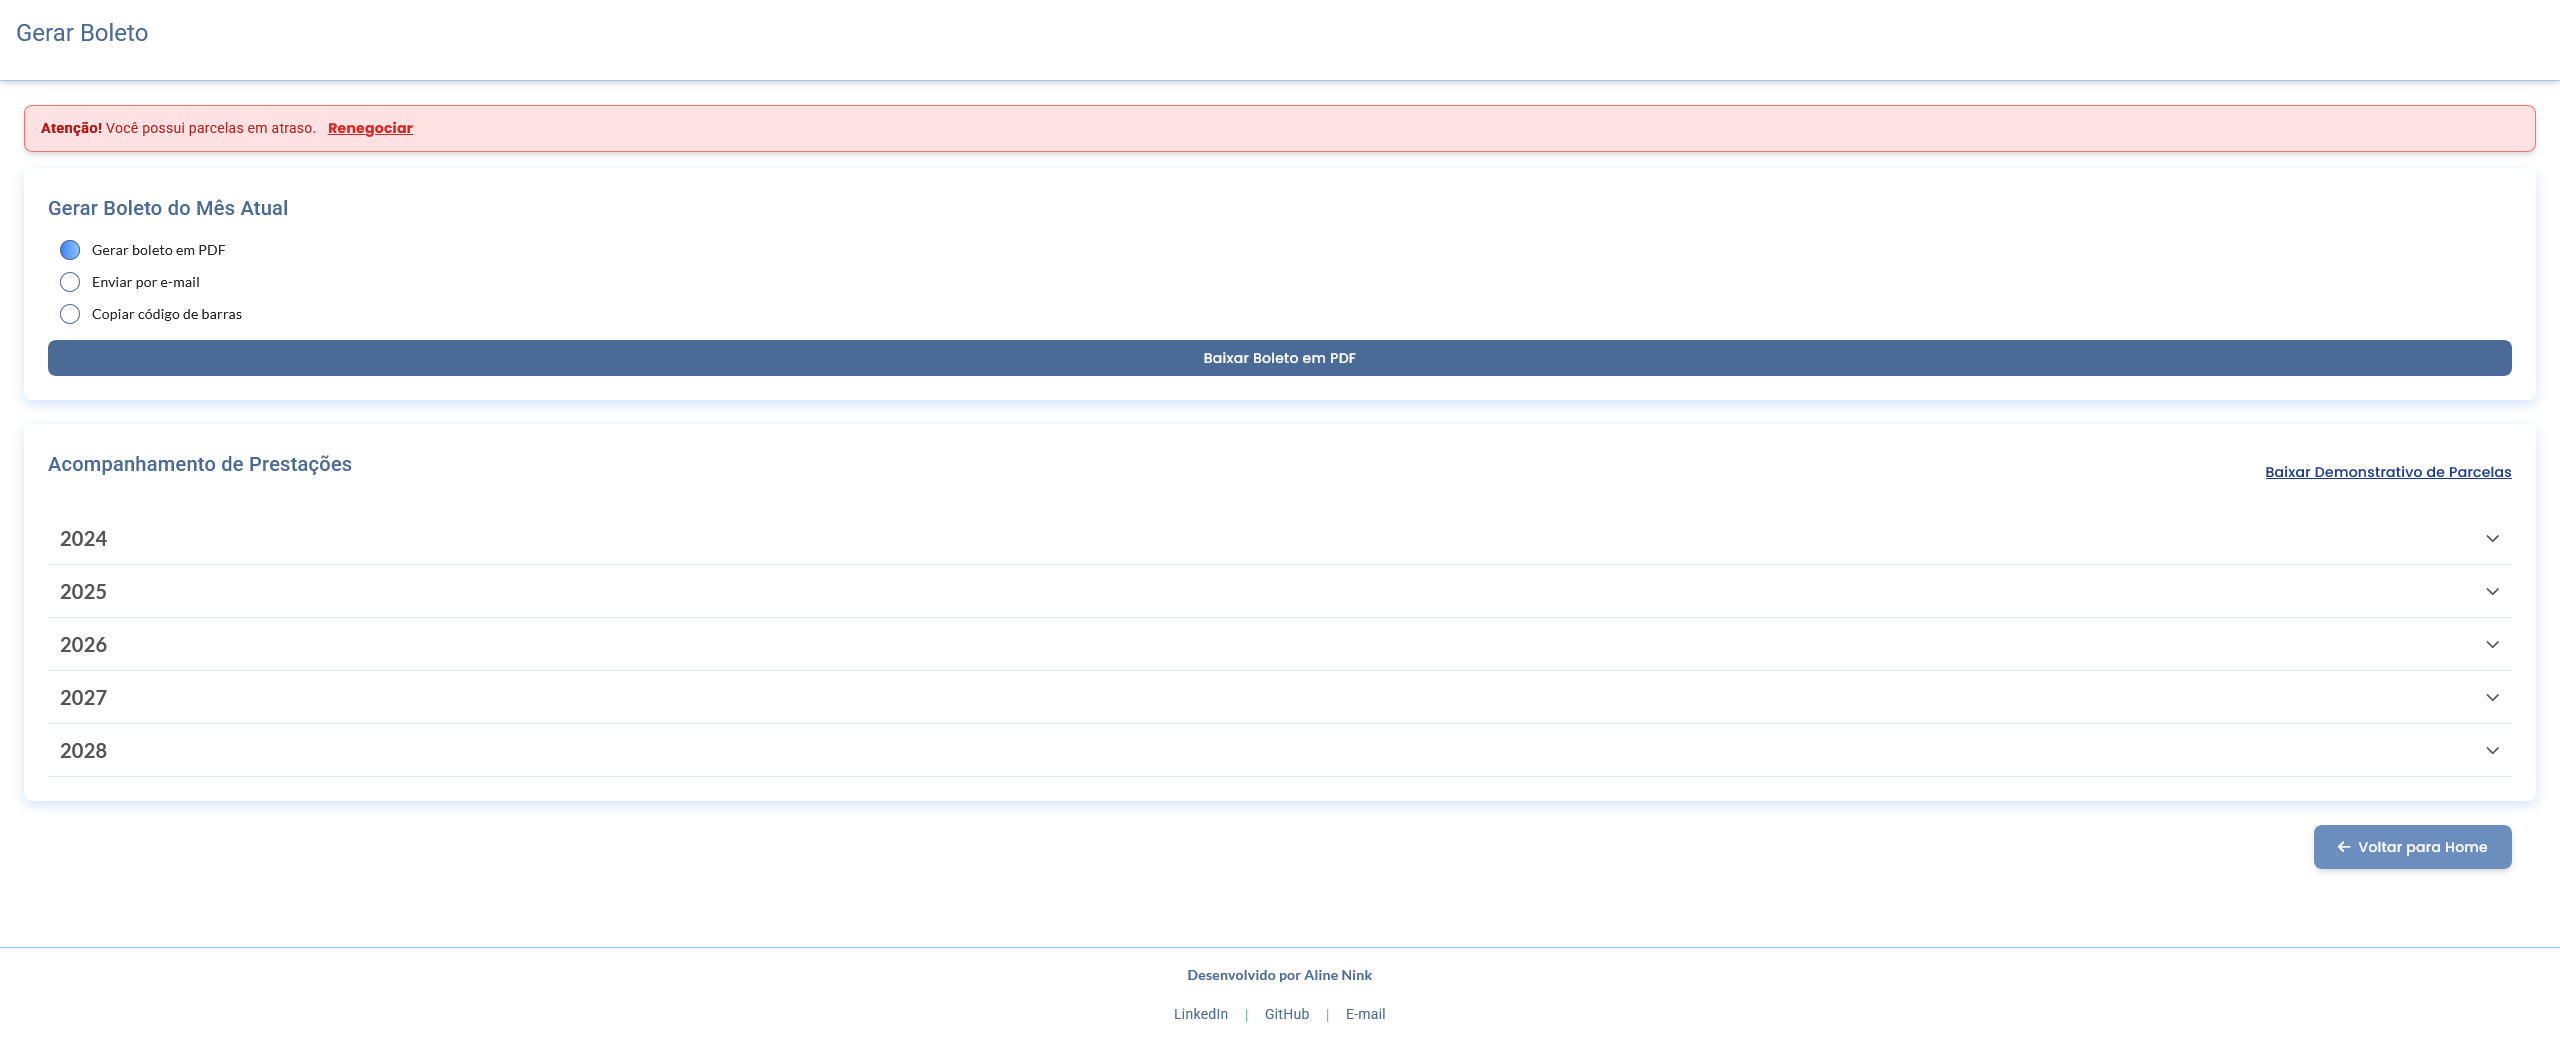 Gerar Boleto
Atenção! Você possui parcelas em atraso. Renegociar
Gerar Boleto do Mês Atual
Gerar boleto em PDF
Enviar por e-mail
Copiar código de barras
Baixar Boleto em PDF
Acompanhamento de Prestações
Baixar Demonstrativo de Parcelas
2024
2025
2026
2027
2028
Voltar para Home
Desenvolvido por Aline Nink
LinkedIn | GitHub | E-mail